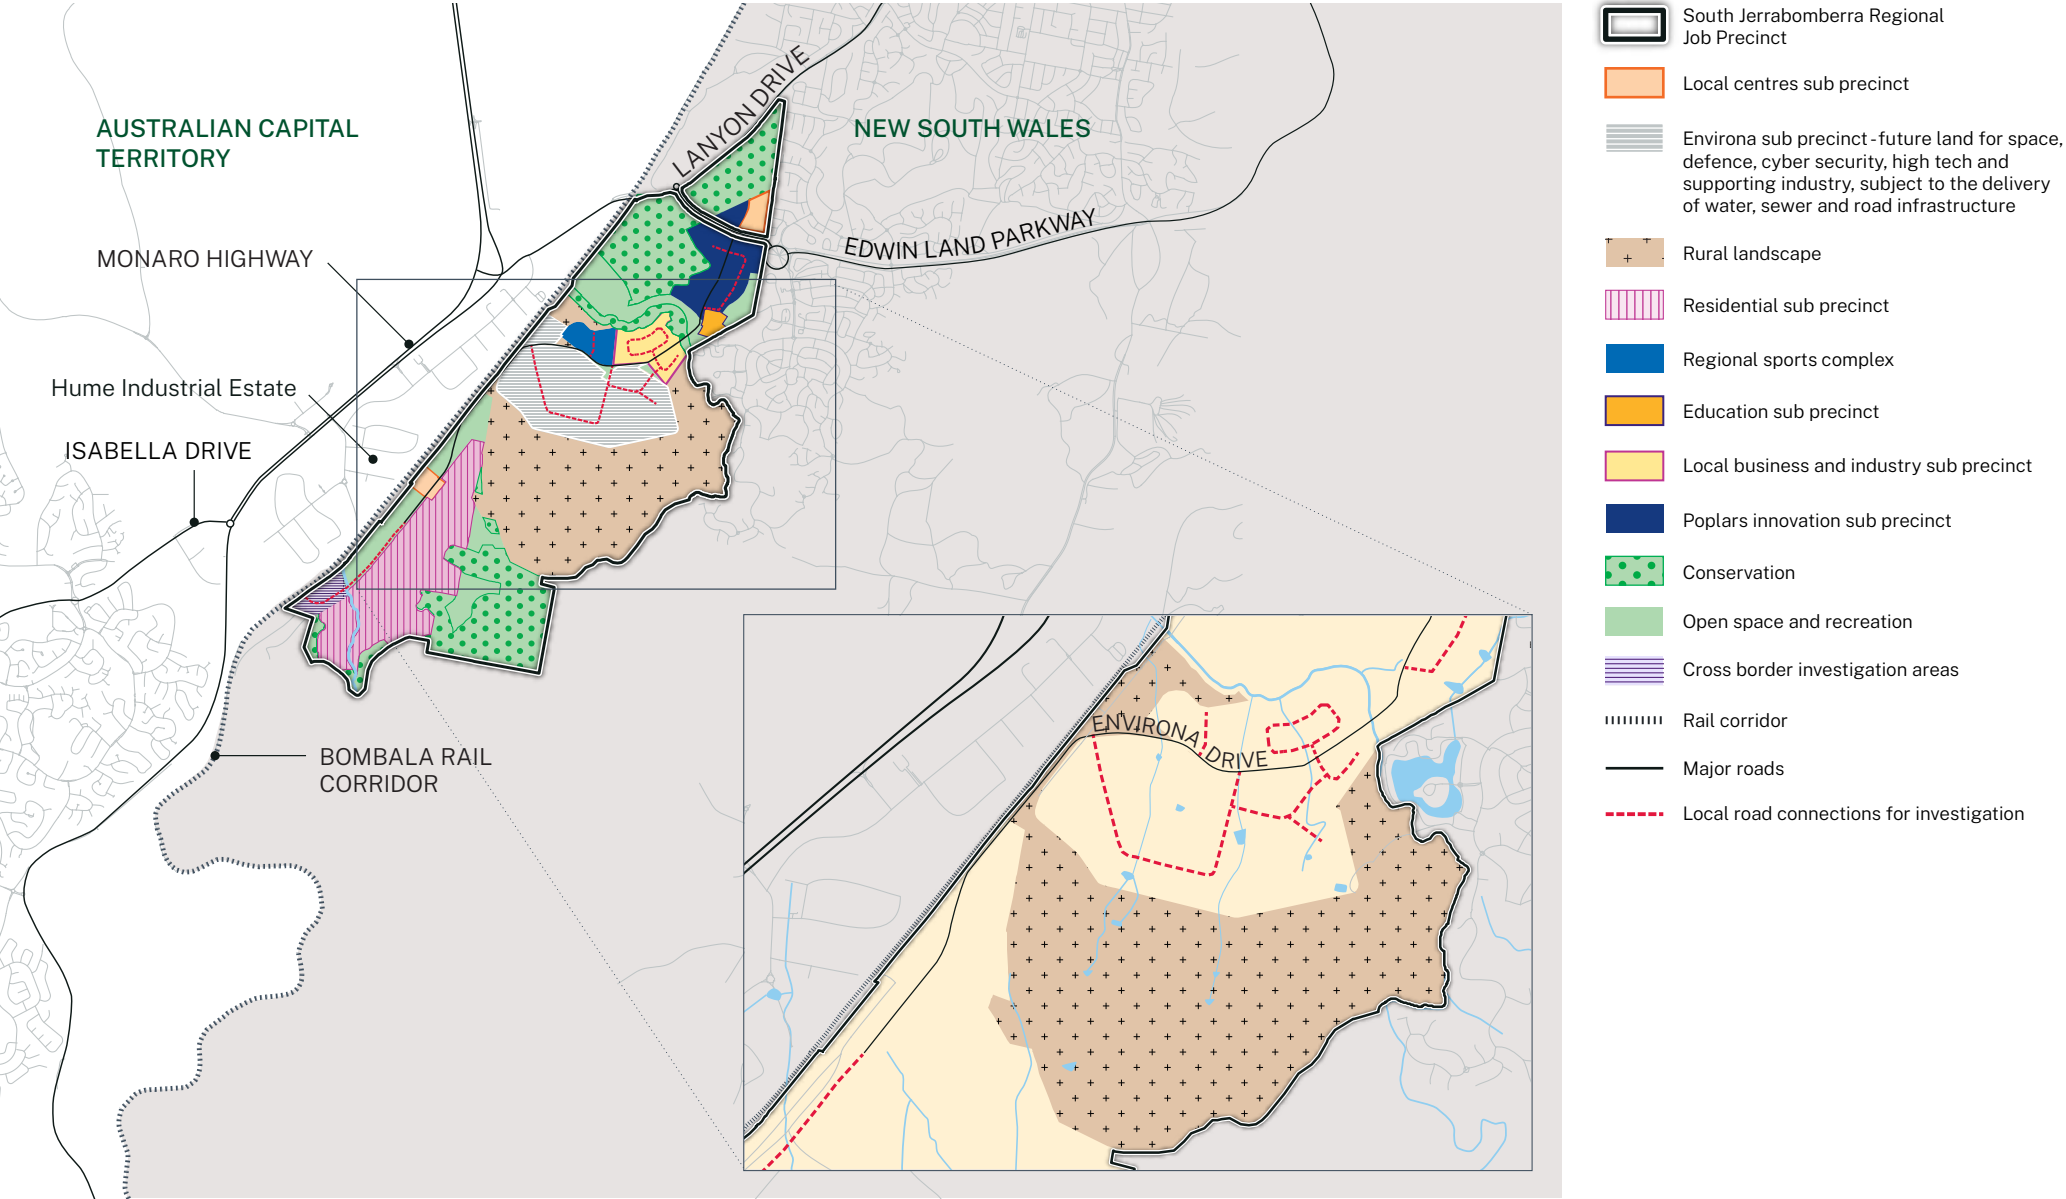 AUSTRALIAN CAPITAL
TERRITORY
NEW SOUTH WALES
LANYON DRIVE
EDWIN LAND PARKWAY
MONARO HIGHWAY
Hume Industrial Estate
ISABELLA DRIVE
BOMBALA RAIL
CORRIDOR
ENVIRONA DRIVE
South Jerrabomberra Regional
Job Precinct
Local centres sub precinct
Environa sub precinct - future land for space,
defence, cyber security, high tech and
supporting industry, subject to the delivery
of water, sewer and road infrastructure
Rural landscape
Residential sub precinct
Regional sports complex
Education sub precinct
Local business and industry sub precinct
Poplars innovation sub precinct
Conservation
Open space and recreation
Cross border investigation areas
Rail corridor
Major roads
Local road connections for investigation